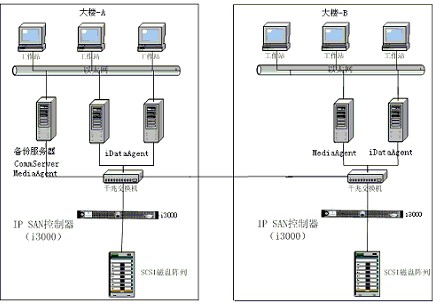 大楼-A
工作站 工作站 工作站
以太网
备份服务器
CommServer
MediaAgent
iDataAgent
千兆交换机
i3000
IP SAN控制器
(i3000)
SCSI磁盘阵列
大楼-B
工作站 工作站 工作站
以太网
MediaAgent
iDataAgent
千兆交换机
i3000
IP SAN控制器
(i3000)
SCSI磁盘阵列